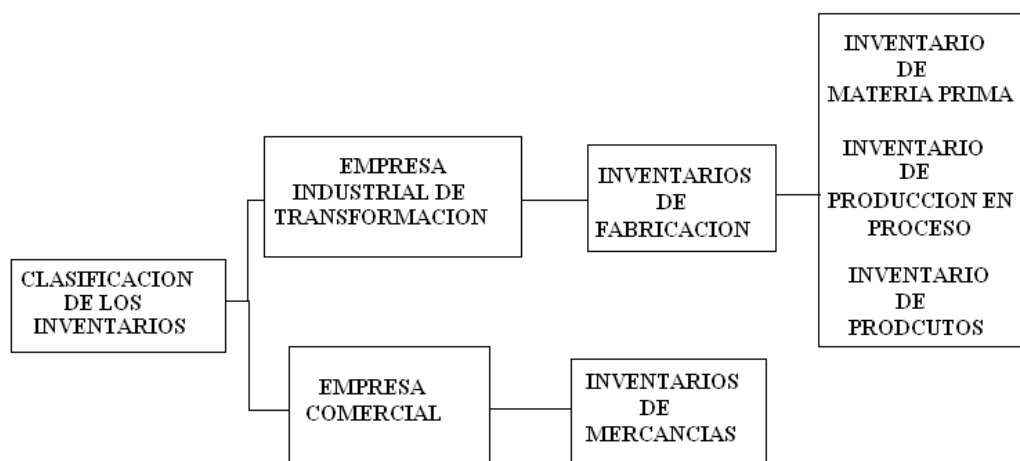 CLASIFICACION
DE LOS
INVENTARIOS
EMPRESA
INDUSTRIAL DE
TRANSFORMACION
INVENTARIOS
DE
FABRICACION
INVENTARIO
DE
MATERIA PRIMA
INVENTARIO
DE
PRODUCCION EN
PROCESO
INVENTARIO
DE
PRODCUTOS
EMPRESA
COMERCIAL
INVENTARIOS
DE
MERCANCIAS